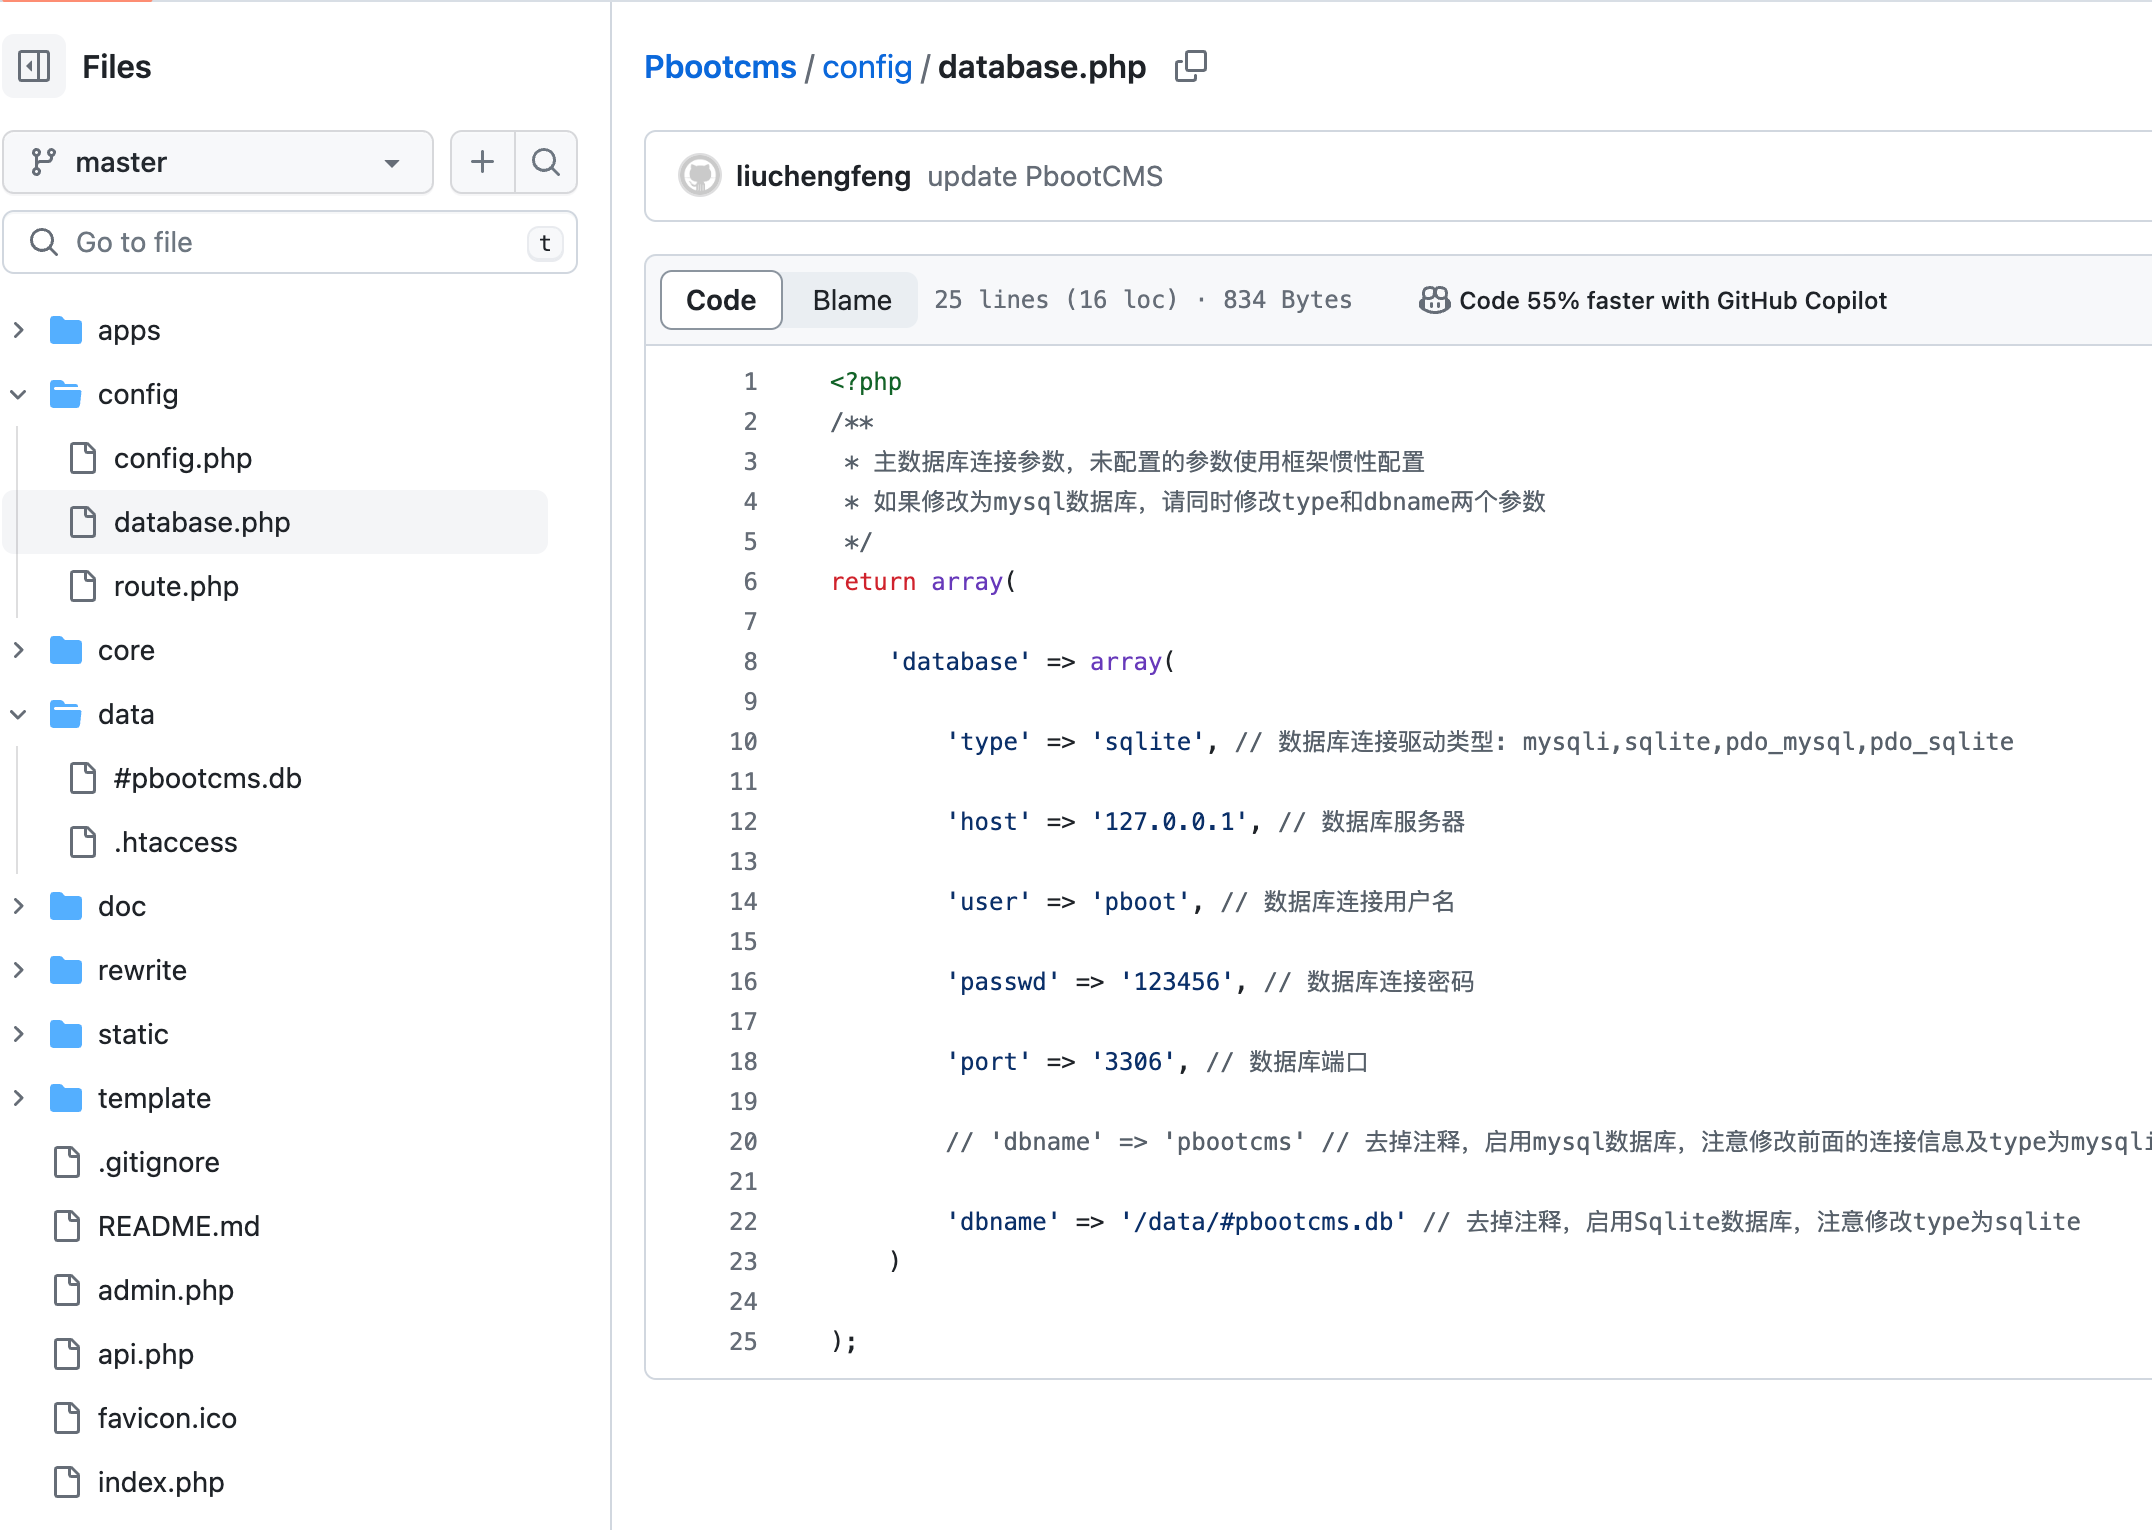 Files
master
Go to file
t
apps
config
config.php
database.php
route.php
core
data
#pbootcms.db
.htaccess
doc
rewrite
static
template
.gitignore
README.md
admin.php
api.php
favicon.ico
index.php
Pbootcms / config / database.php
liuchengfeng update PbootCMS
Code Blame 25 lines (16 loc) · 834 Bytes Code 55% faster with GitHub Copilot
1 <?php
2 /**
3  * 主数据库连接参数，未配置的参数使用框架惯性配置
4  * 如果修改为mysql数据库，请同时修改type和dbname两个参数
5  */
6 return array(
7
8     'database' => array(
9
10         'type' => 'sqlite', // 数据库连接驱动类型: mysqli,sqlite,pdo_mysql,pdo_sqlite
11
12         'host' => '127.0.0.1', // 数据库服务器
13
14         'user' => 'pboot', // 数据库连接用户名
15
16         'passwd' => '123456', // 数据库连接密码
17
18         'port' => '3306', // 数据库端口
19
20         // 'dbname' => 'pbootcms' // 去掉注释，启用mysql数据库，注意修改前面的连接信息及type为mysqli
21
22         'dbname' => '/data/#pbootcms.db' // 去掉注释，启用Sqlite数据库，注意修改type为sqlite
23     )
24
25 );